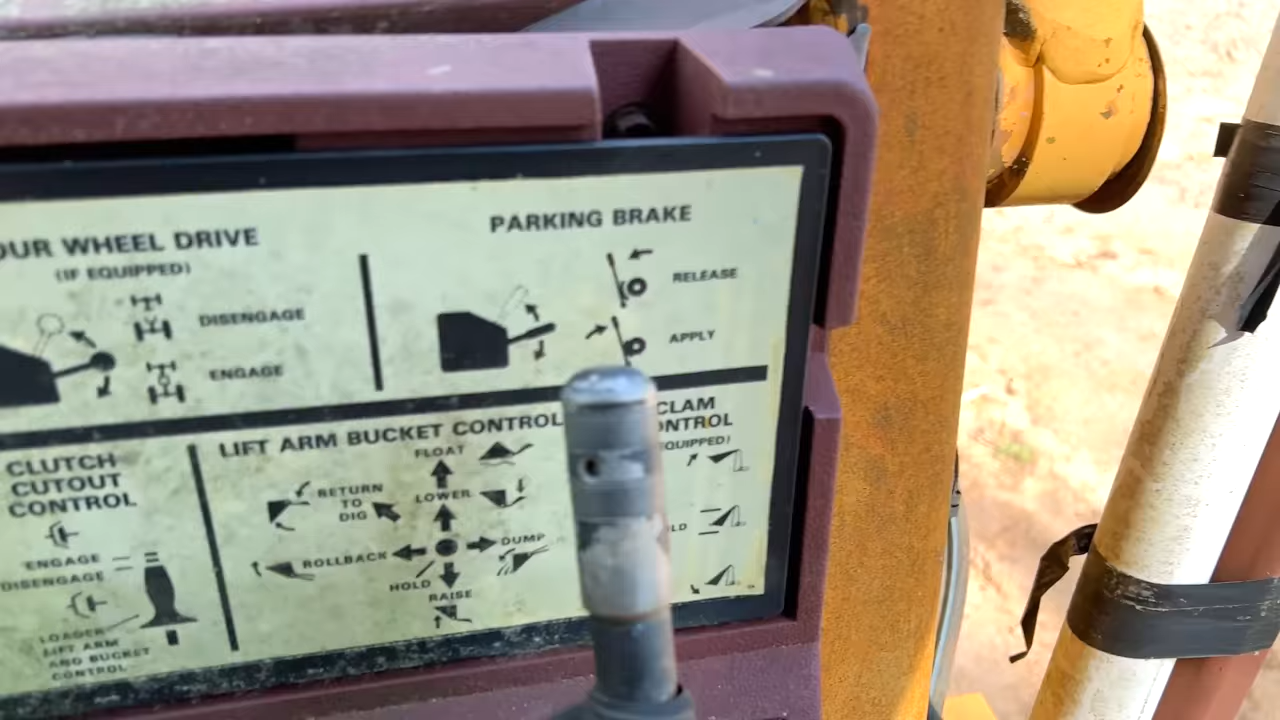 OUR WHEEL DRIVE
(IF EQUIPPED)
DISENGAGE
ENGAGE
PARKING BRAKE
RELEASE
APPLY
CLUTCH
CUTOUT
CONTROL
ENGAGE
DISENGAGE
LOADER
LIFT ARM
AND BUCKET
CONTROL
LIFT ARM BUCKET CONTROL
FLOAT
LOWER
RETURN
TO
DIG
ROLLBACK
DUMP
HOLD
RAISE
CLAM
ONTROL
EQUIPPED)
LD